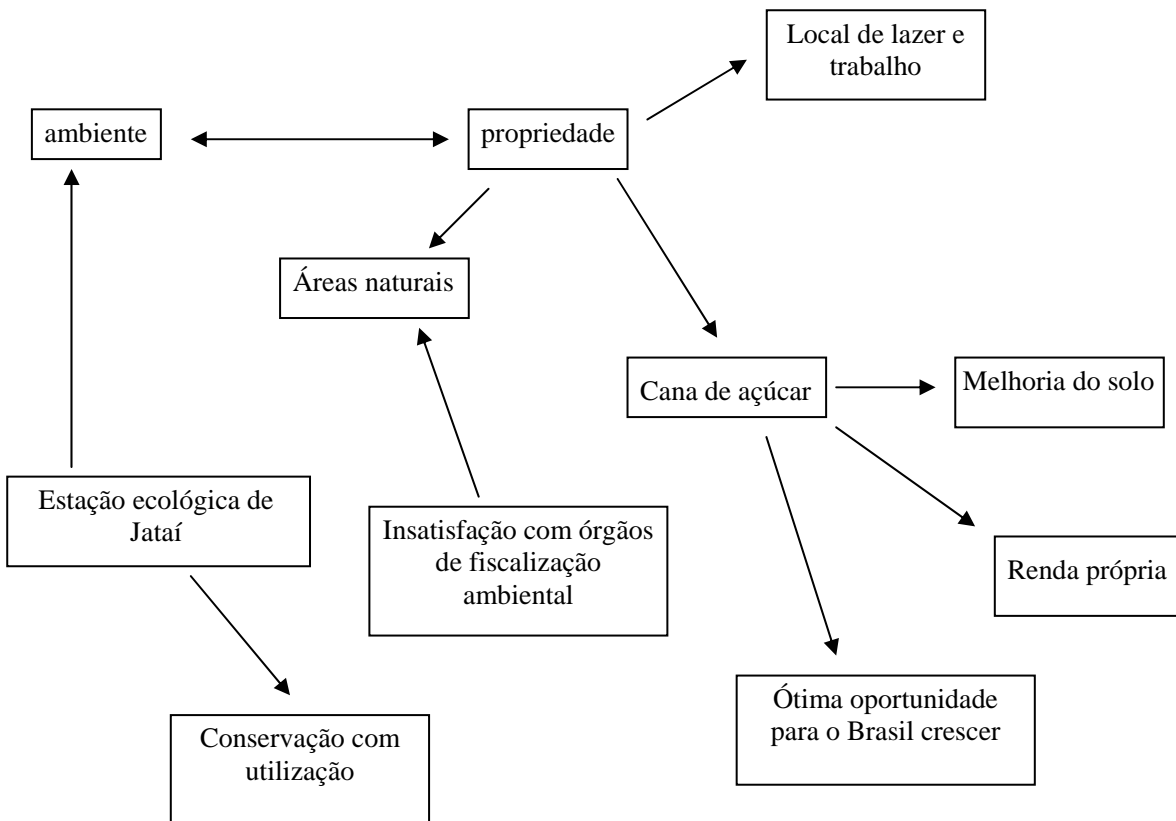 Local de lazer e
trabalho
ambiente
propriedade
Áreas naturais
Cana de açúcar
Melhoria do solo
Estação ecológica de
Jataí
Insatisfação com órgãos
de fiscalização
ambiental
Renda própria
Ótima oportunidade
para o Brasil crescer
Conservação com
utilização